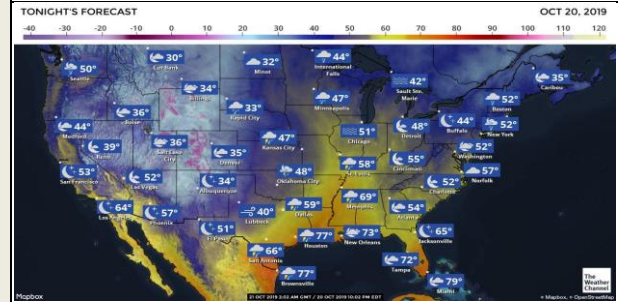 TONIGHT'S FORECAST
OCT 20, 2019
-40 -30 -20 -10 0 10 20 30 40 50 60 70 80 90 100 110 120
50°
Seattle
30°
Cut Bank
32°
Minot
44°
International
Falls
42°
Sault Ste.
Marie
35°
Caribou
34°
Billings
33°
Rapid City
47°
Minneapolis
52°
Boston
44°
Medford
36°
Boise
51°
Chicago
48°
Detroit
44°
Buffalo
52°
New York
39°
Reno
36°
Salt Lake
City
35°
Denver
47°
Kansas City
58°
St. Louis
55°
Cincinnati
52°
Washington
53°
San Francisco
52°
Las Vegas
34°
Albuquerque
48°
Oklahoma City
52°
Charlotte
57°
Norfolk
64°
Los Angeles
57°
Phoenix
40°
Lubbock
59°
Dallas
69°
Memphis
54°
Atlanta
51°
El Paso
66°
San Antonio
77°
Houston
73°
New Orleans
65°
Jacksonville
77°
Brownsville
72°
Tampa
79°
Miami
The
Weather
Channel
Mapbox
21 OCT 2019 2:02 AM GMT / 20 OCT 2019 10:02 PM EDT
© Mapbox, © OpenStreetMap